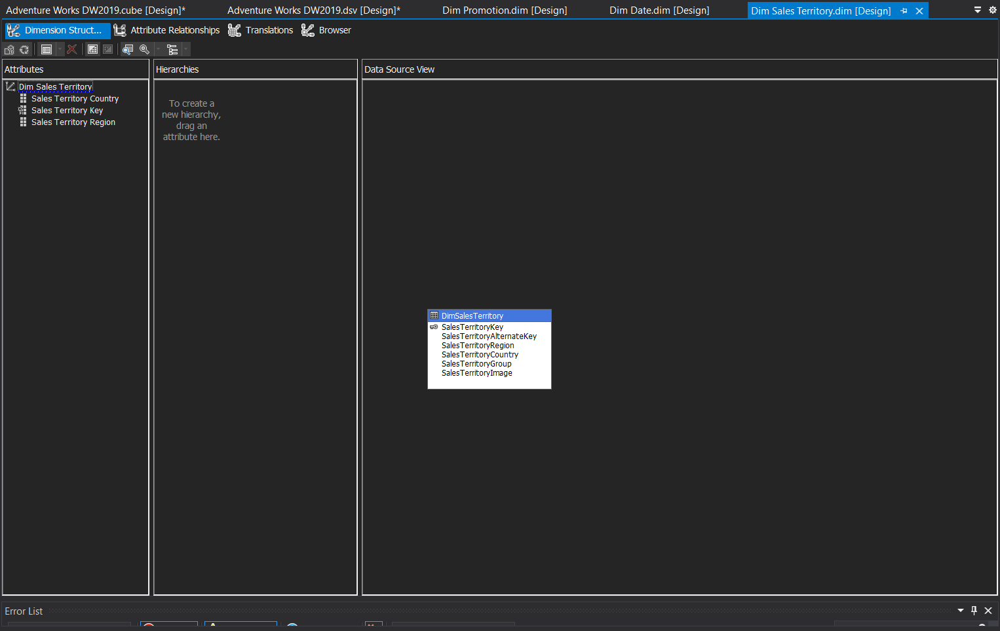 Adventure Works DW2019.cube [Design]* Adventure Works DW2019.dsv [Design]* Dim Promotion.dim [Design] Dim Date.dim [Design] Dim Sales Territory.dim [Design]
Dimension Struct... Attribute Relationships Translations Browser
Attributes
Dim Sales Territory
Sales Territory Country
Sales Territory Key
Sales Territory Region
Hierarchies
To create a
new hierarchy,
drag an
attribute here.
Data Source View
DimSalesTerritory
SalesTerritoryKey
SalesTerritoryAlternateKey
SalesTerritoryRegion
SalesTerritoryCountry
SalesTerritoryGroup
SalesTerritoryImage
Error List